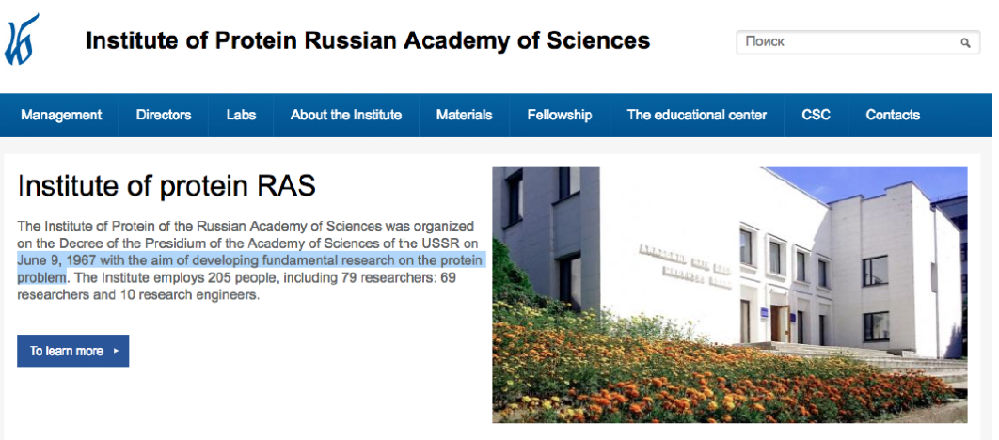 Institute of Protein Russian Academy of Sciences
Поиск
Management Directors Labs About the Institute Materials Fellowship The educational center CSC Contacts
Institute of protein RAS
The Institute of Protein of the Russian Academy of Sciences was organized
on the Decree of the Presidium of the Academy of Sciences of the USSR on
June 9, 1967 with the aim of developing fundamental research on the protein
problem. The Institute employs 205 people, including 79 researchers: 69
researchers and 10 research engineers.
To learn more